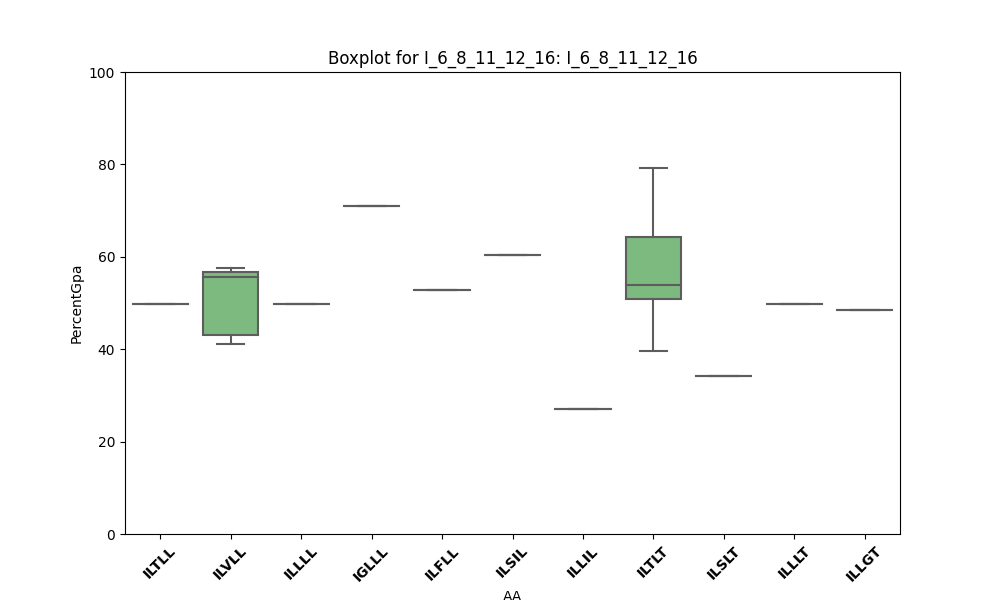 Boxplot for I_6_8_11_12_16: I_6_8_11_12_16
100
80
60
40
20
0
PercentGpa
ILTLL
ILVLL
ILLLL
IGLLL
ILFLL
ILSIL
ILLIL
ILTLT
ILSLT
ILLLT
ILLGT
AA